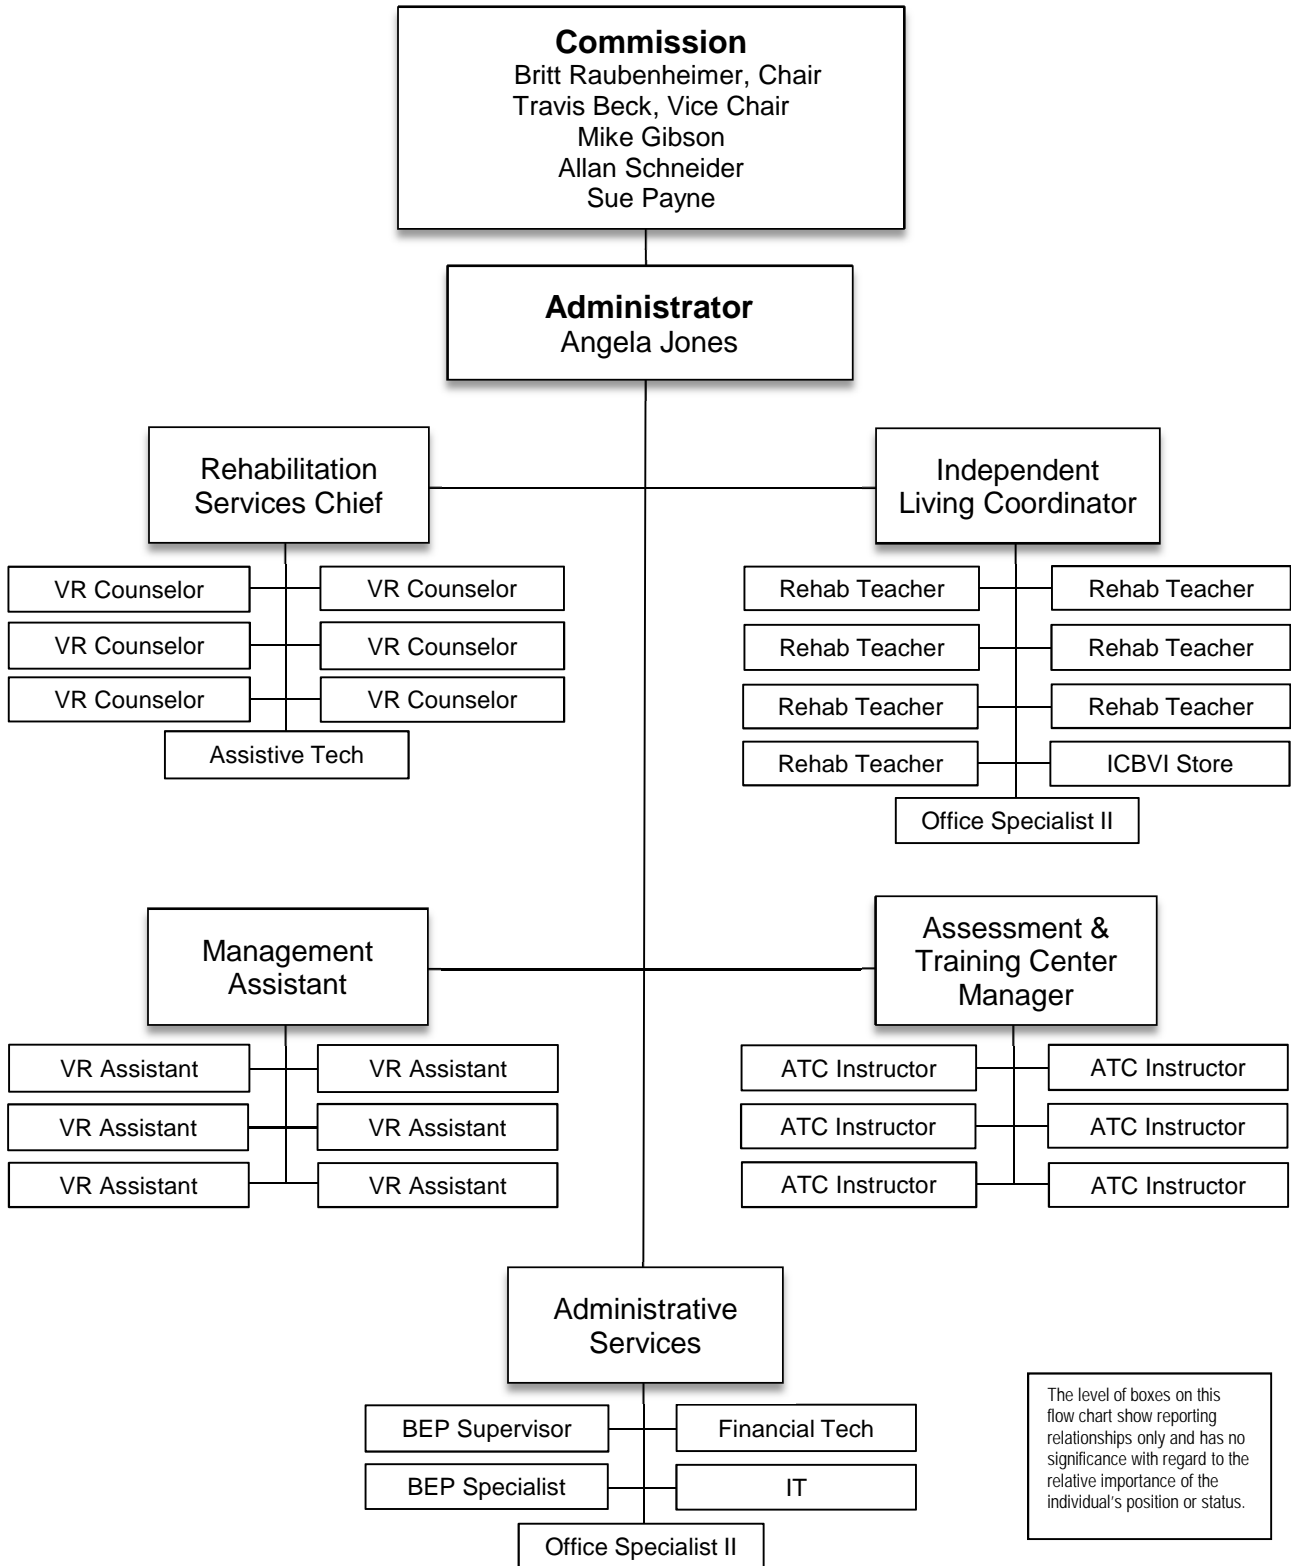 Commission
Britt Raubenheimer, Chair
Travis Beck, Vice Chair
Mike Gibson
Allan Schneider
Sue Payne
Administrator
Angela Jones
Rehabilitation
Services Chief
Independent
Living Coordinator
VR Counselor
VR Counselor
VR Counselor
VR Counselor
VR Counselor
VR Counselor
Assistive Tech
Rehab Teacher
Rehab Teacher
Rehab Teacher
Rehab Teacher
Rehab Teacher
Rehab Teacher
Rehab Teacher
ICBVI Store
Office Specialist II
Management
Assistant
Assessment &
Training Center
Manager
VR Assistant
VR Assistant
VR Assistant
VR Assistant
VR Assistant
VR Assistant
ATC Instructor
ATC Instructor
ATC Instructor
ATC Instructor
ATC Instructor
ATC Instructor
Administrative
Services
BEP Supervisor
Financial Tech
BEP Specialist
IT
Office Specialist II
The level of boxes on this
flow chart show reporting
relationships only and has no
significance with regard to the
relative importance of the
individual's position or status.